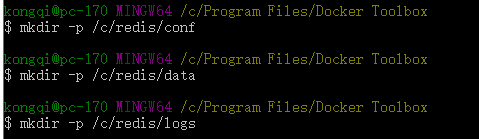 kongqi@pc-170 MINGW64 /c/Program Files/Docker Toolbox
$ mkdir -p /c/redis/conf
kongqi@pc-170 MINGW64 /c/Program Files/Docker Toolbox
$ mkdir -p /c/redis/data
kongqi@pc-170 MINGW64 /c/Program Files/Docker Toolbox
$ mkdir -p /c/redis/logs